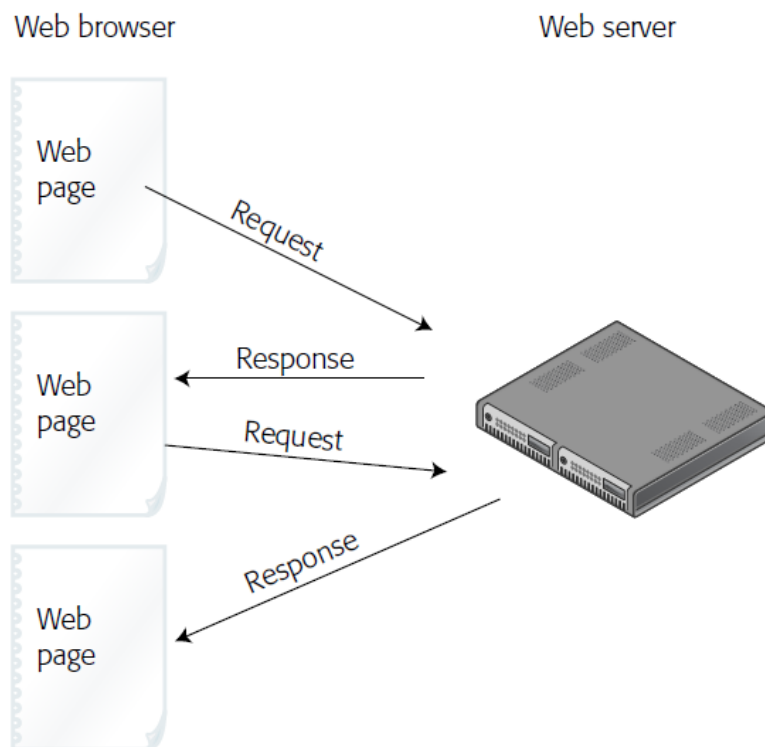 Web browser
Web server
Web
page
Request
Response
Web
page
Request
Response
Web
page